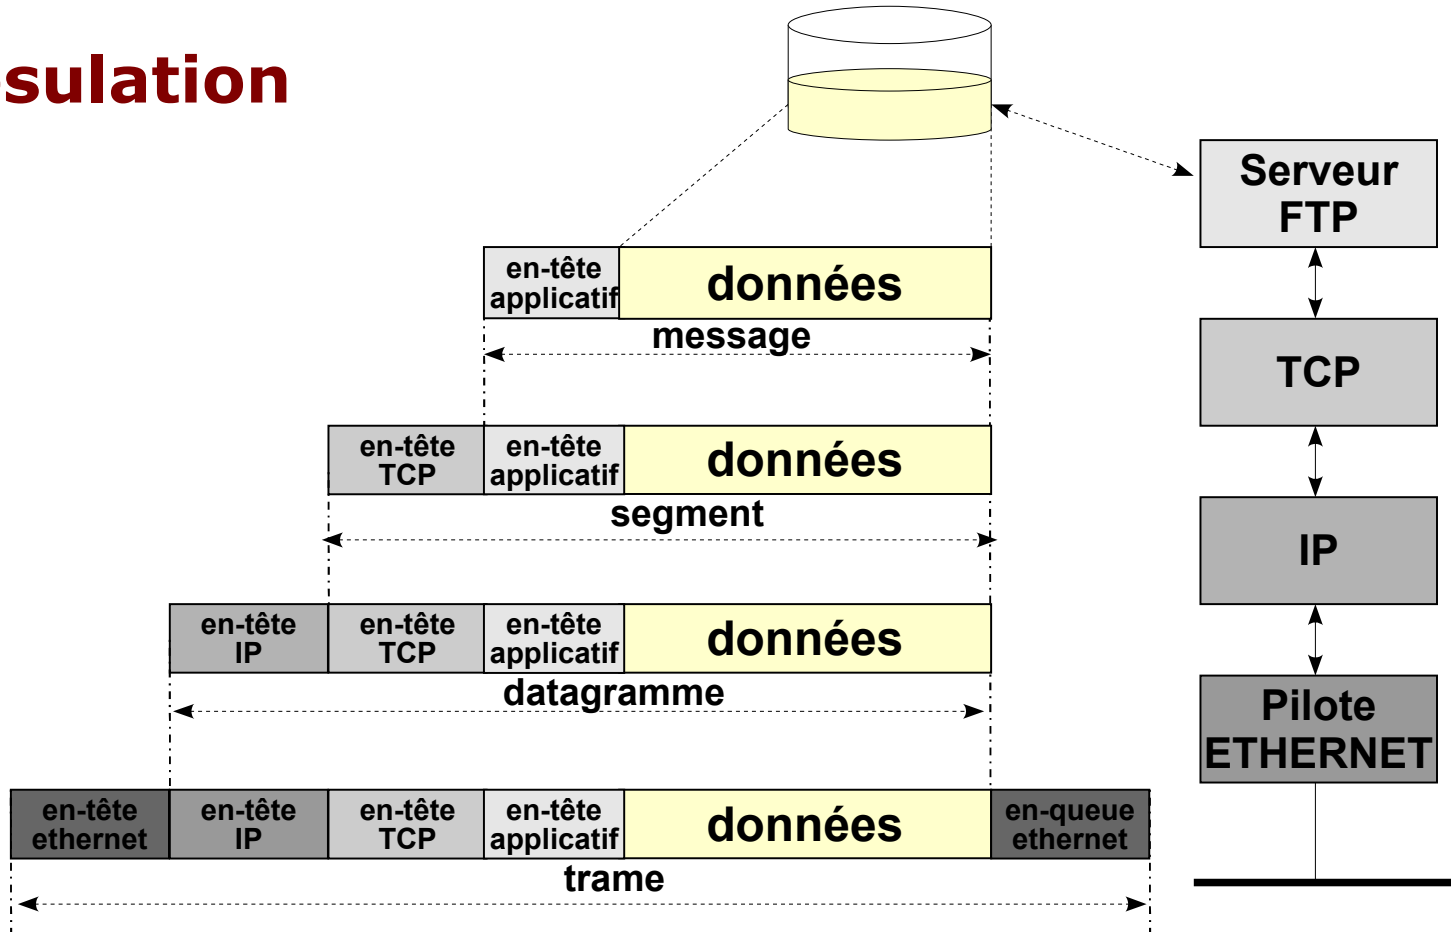 sulation
Serveur
FTP
en-tête
applicatif
données
message
TCP
en-tête
TCP
en-tête
applicatif
données
segment
IP
en-tête
IP
en-tête
TCP
en-tête
applicatif
données
datagramme
Pilote
ETHERNET
en-tête
ethernet
en-tête
IP
en-tête
TCP
en-tête
applicatif
données
en-queue
ethernet
trame